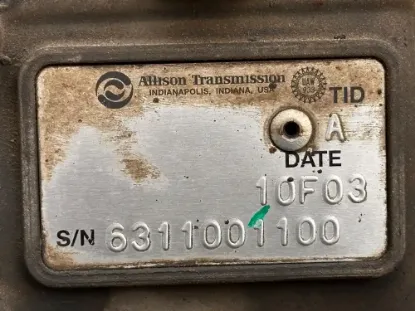 Allison Transmission
INDIANAPOLIS, INDIANA, USA
TID
A
DATE
10F03
S/N 6311001100